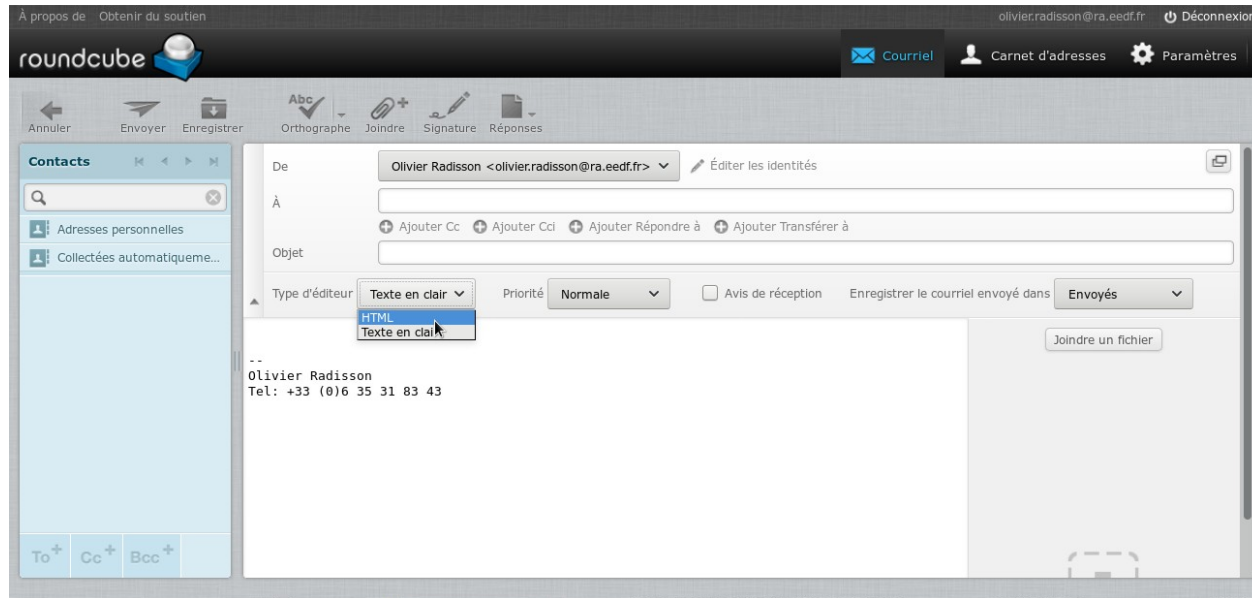 À propos de Obtenir du soutien olivier.radisson@ra.eedf.fr Déconnexion
roundcube Courriel Carnet d'adresses Paramètres
Abc
Annuler Envoyer Enregistrer Orthographe Joindre Signature Réponses
Contacts
De Olivier Radisson <olivier.radisson@ra.eedf.fr> Éditer les identités
À
Adresses personnelles
Ajouter Cc Ajouter Cci Ajouter Répondre à Ajouter Transférer à
Collectées automatiqueme...
Objet
Type d'éditeur Texte en clair Priorité Normale Avis de réception Enregistrer le courriel envoyé dans Envoyés
HTML
Texte en clair
Joindre un fichier
--
Olivier Radisson
Tel: +33 (0)6 35 31 83 43
To+ Cc+ Bcc+